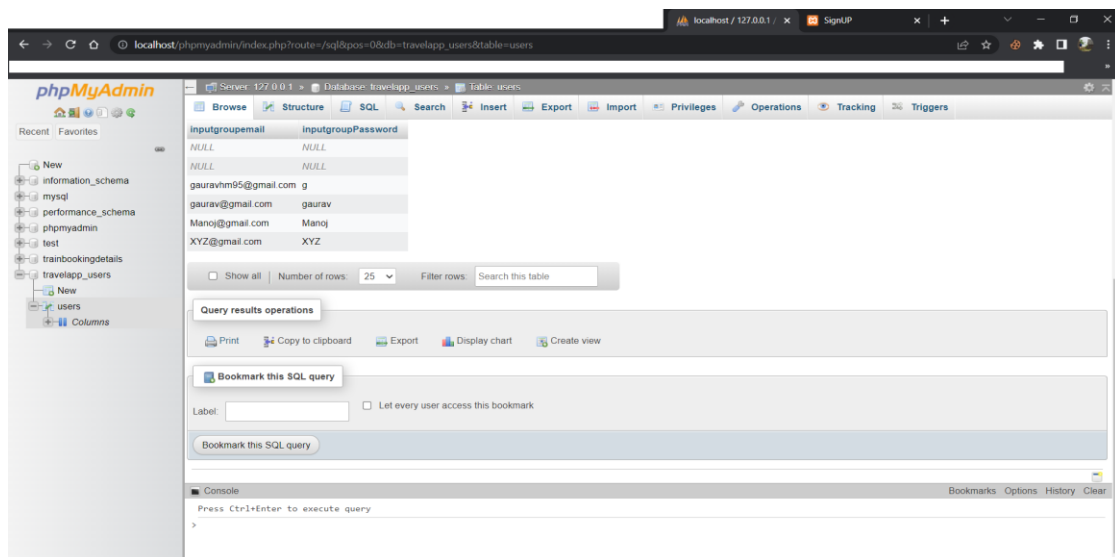 localhost / 127.0.0.1 /
SignUP
localhost/phpmyadmin/index.php?route=/sql&pos=0&db=travelapp_users&table=users
phpMyAdmin
Recent Favorites
New
information_schema
mysql
performance_schema
phpmyadmin
test
trainbookingdetails
travelapp_users
New
users
Columns
Server: 127.0.0.1 » Database: travelapp_users » Table: users
Browse Structure SQL Search Insert Export Import Privileges Operations Tracking Triggers
inputgroupemail inputgroupPassword
NULL NULL
NULL NULL
gauravhm95@gmail.com g
gaurav@gmail.com gaurav
Manoj@gmail.com Manoj
XYZ@gmail.com XYZ
Show all | Number of rows: 25 Filter rows: Search this table
Query results operations
Print Copy to clipboard Export Display chart Create view
Bookmark this SQL query
Label: Let every user access this bookmark
Bookmark this SQL query
Console Bookmarks Options History Clear
Press Ctrl+Enter to execute query
>